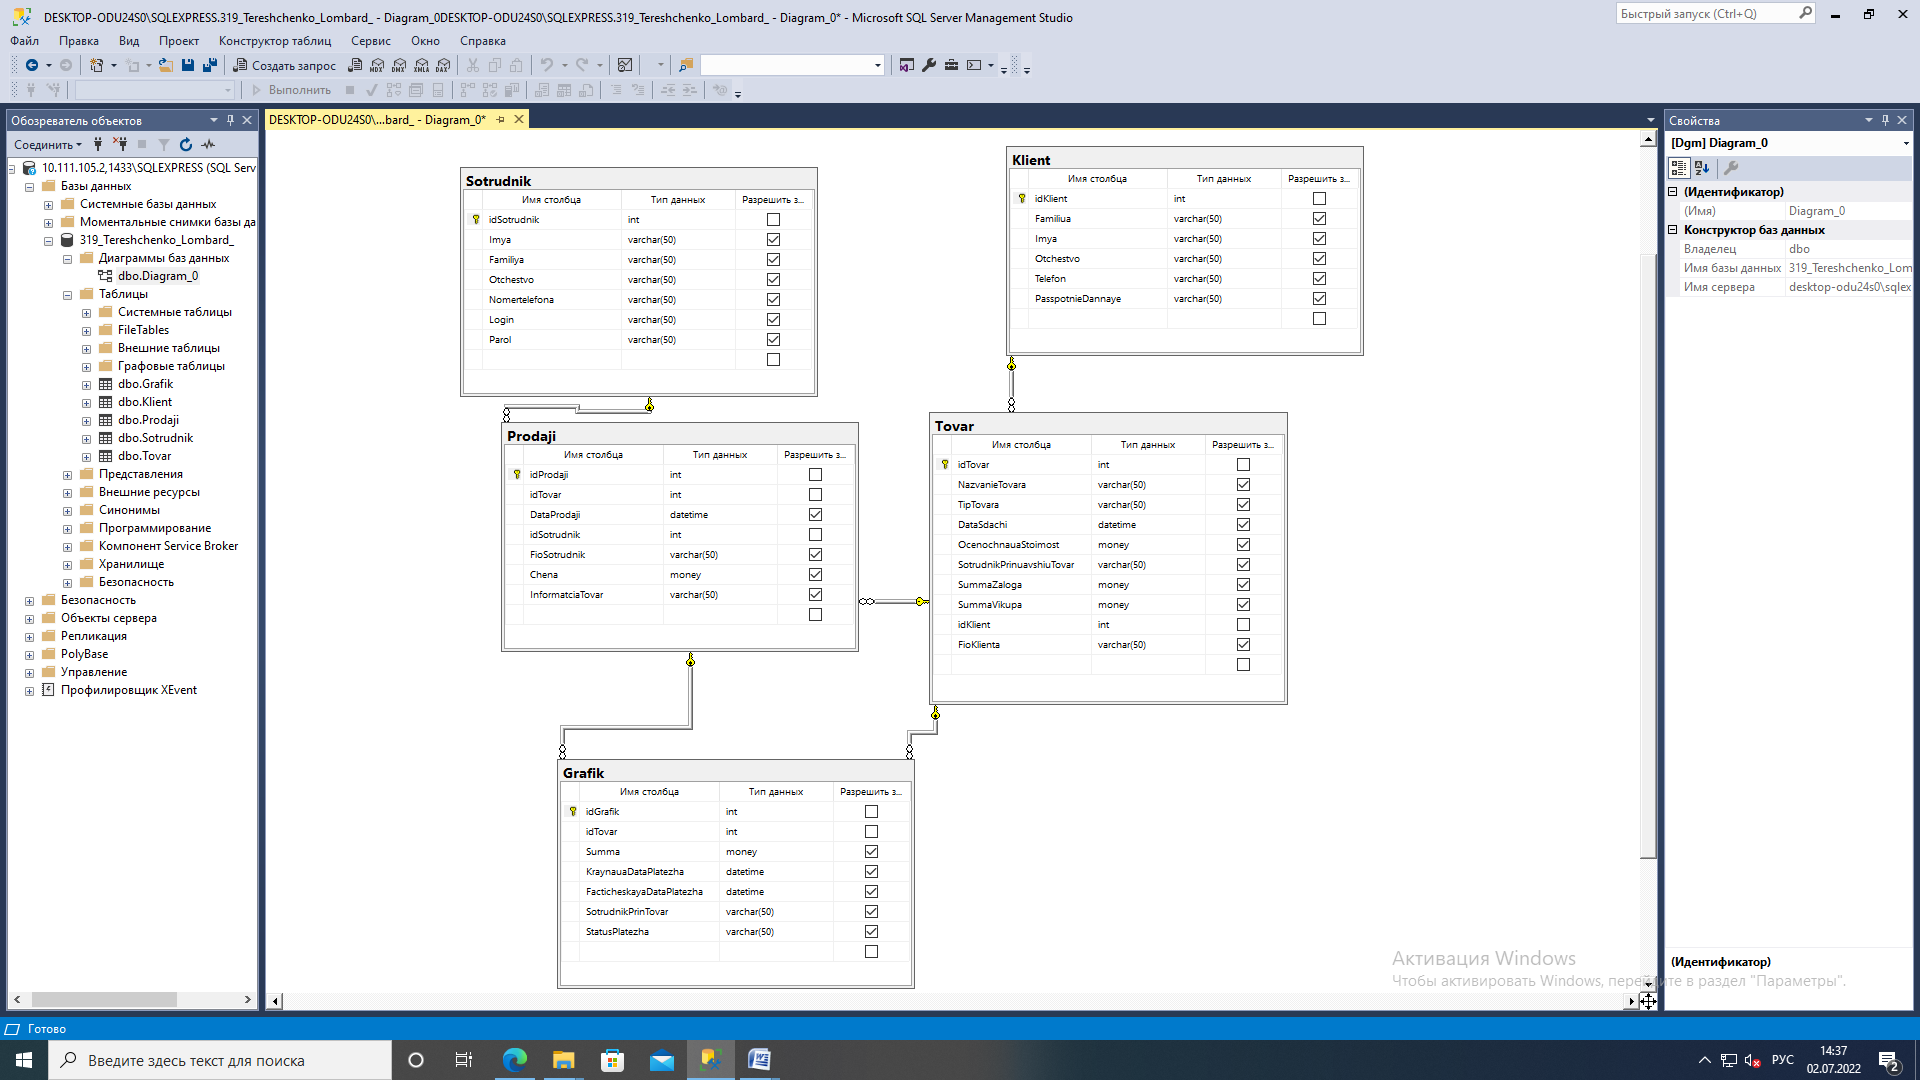 DESKTOP-ODU24S0\SQLEXPRESS.319_Tereshchenko_Lombard_ - Diagram_0DESKTOP-ODU24S0\SQLEXPRESS.319_Tereshchenko_Lombard_ - Diagram_0* - Microsoft SQL Server Management Studio
Быстрый запуск (Ctrl+Q)
Файл Правка Вид Проект Конструктор таблиц Сервис Окно Справка
Создать запрос
Выполнить
Обозреватель объектов
Соединить
10.111.105.2,1433\SQLEXPRESS (SQL Serv
Базы данных
Системные базы данных
Моментальные снимки базы да
319_Tereshchenko_Lombard_
Диаграммы баз данных
dbo.Diagram_0
Таблицы
Системные таблицы
FileTables
Внешние таблицы
Графовые таблицы
dbo.Grafik
dbo.Klient
dbo.Prodaji
dbo.Sotrudnik
dbo.Tovar
Представления
Внешние ресурсы
Синонимы
Программирование
Компонент Service Broker
Хранилище
Безопасность
Безопасность
Объекты сервера
Репликация
PolyBase
Управление
Профилировщик XEvent
DESKTOP-ODU24S0\...bard_ - Diagram_0*
Sotrudnik
Имя столбца Тип данных Разрешить з...
idSotrudnik int
Imya varchar(50)
Familiya varchar(50)
Otchestvo varchar(50)
Nomertelefona varchar(50)
Login varchar(50)
Parol varchar(50)
Klient
Имя столбца Тип данных Разрешить з...
idKlient int
Familiua varchar(50)
Imya varchar(50)
Otchestvo varchar(50)
Telefon varchar(50)
PasspotnieDannaye varchar(50)
Prodaji
Имя столбца Тип данных Разрешить з...
idProdaji int
idTovar int
DataProdaji datetime
idSotrudnik int
FioSotrudnik varchar(50)
Chena money
InformatciaTovar varchar(50)
Tovar
Имя столбца Тип данных Разрешить з...
idTovar int
NazvanieTovara varchar(50)
TipTovara varchar(50)
DataSdachi datetime
OcenochnauaStoimost money
SotrudnikPrinuavshiuTovar varchar(50)
SummaZaloga money
SummaVikupa money
idKlient int
FioKlienta varchar(50)
Grafik
Имя столбца Тип данных Разрешить з...
idGrafik int
idTovar int
Summa money
KraynauaDataPlatezha datetime
FacticheskayaDataPlatezha datetime
SotrudnikPrinTovar varchar(50)
StatusPlatezha varchar(50)
Свойства
[Dgm] Diagram_0
(Идентификатор)
(Имя) Diagram_0
Конструктор баз данных
Владелец dbo
Имя базы данных 319_Tereshchenko_Lom
Имя сервера desktop-odu24s0\sqlex
(Идентификатор)
Активация Windows
Чтобы активировать Windows, перейдите в раздел "Параметры".
Готово
Введите здесь текст для поиска
РУС
14:37
02.07.2022
2